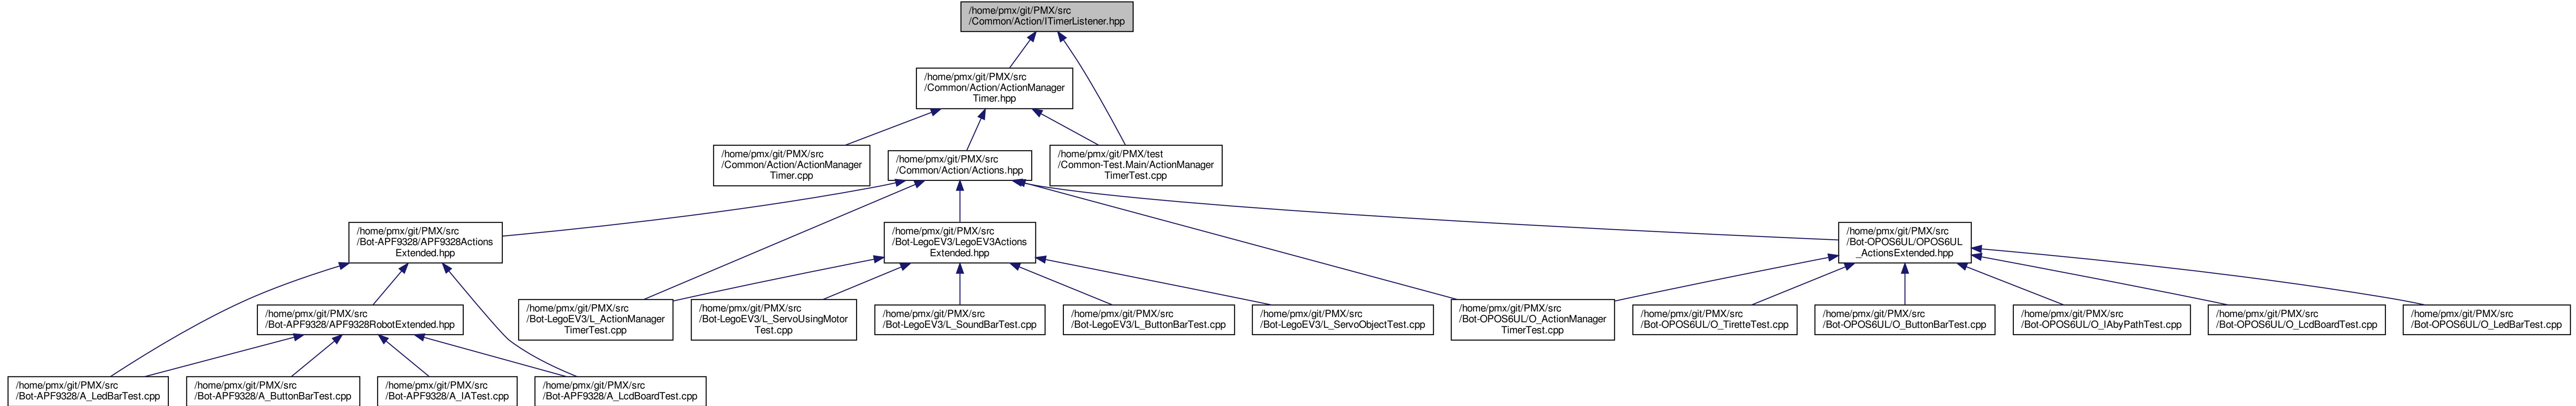 /home/pmx/git/PMX/src
/Common/Action/ITimerListener.hpp
/home/pmx/git/PMX/src
/Common/Action/ActionManager
Timer.hpp
/home/pmx/git/PMX/src
/Common/Action/ActionManager
Timer.cpp
/home/pmx/git/PMX/src
/Common/Action/Actions.hpp
/home/pmx/git/PMX/test
/Common-Test.Main/ActionManager
TimerTest.cpp
/home/pmx/git/PMX/src
/Bot-APF9328/APF9328Actions
Extended.hpp
/home/pmx/git/PMX/src
/Bot-LegoEV3/LegoEV3Actions
Extended.hpp
/home/pmx/git/PMX/src
/Bot-OPOS6UL/OPOS6UL
_ActionsExtended.hpp
/home/pmx/git/PMX/src
/Bot-APF9328/APF9328RobotExtended.hpp
/home/pmx/git/PMX/src
/Bot-LegoEV3/L_ActionManager
TimerTest.cpp
/home/pmx/git/PMX/src
/Bot-LegoEV3/L_ServoUsingMotor
Test.cpp
/home/pmx/git/PMX/src
/Bot-LegoEV3/L_SoundBarTest.cpp
/home/pmx/git/PMX/src
/Bot-LegoEV3/L_ButtonBarTest.cpp
/home/pmx/git/PMX/src
/Bot-LegoEV3/L_ServoObjectTest.cpp
/home/pmx/git/PMX/src
/Bot-OPOS6UL/O_ActionManager
TimerTest.cpp
/home/pmx/git/PMX/src
/Bot-OPOS6UL/O_TiretteTest.cpp
/home/pmx/git/PMX/src
/Bot-OPOS6UL/O_ButtonBarTest.cpp
/home/pmx/git/PMX/src
/Bot-OPOS6UL/O_IAbyPathTest.cpp
/home/pmx/git/PMX/src
/Bot-OPOS6UL/O_LcdBoardTest.cpp
/home/pmx/git/PMX/src
/Bot-OPOS6UL/O_LedBarTest.cpp
/home/pmx/git/PMX/src
/Bot-APF9328/A_LedBarTest.cpp
/home/pmx/git/PMX/src
/Bot-APF9328/A_ButtonBarTest.cpp
/home/pmx/git/PMX/src
/Bot-APF9328/A_IATest.cpp
/home/pmx/git/PMX/src
/Bot-APF9328/A_LcdBoardTest.cpp